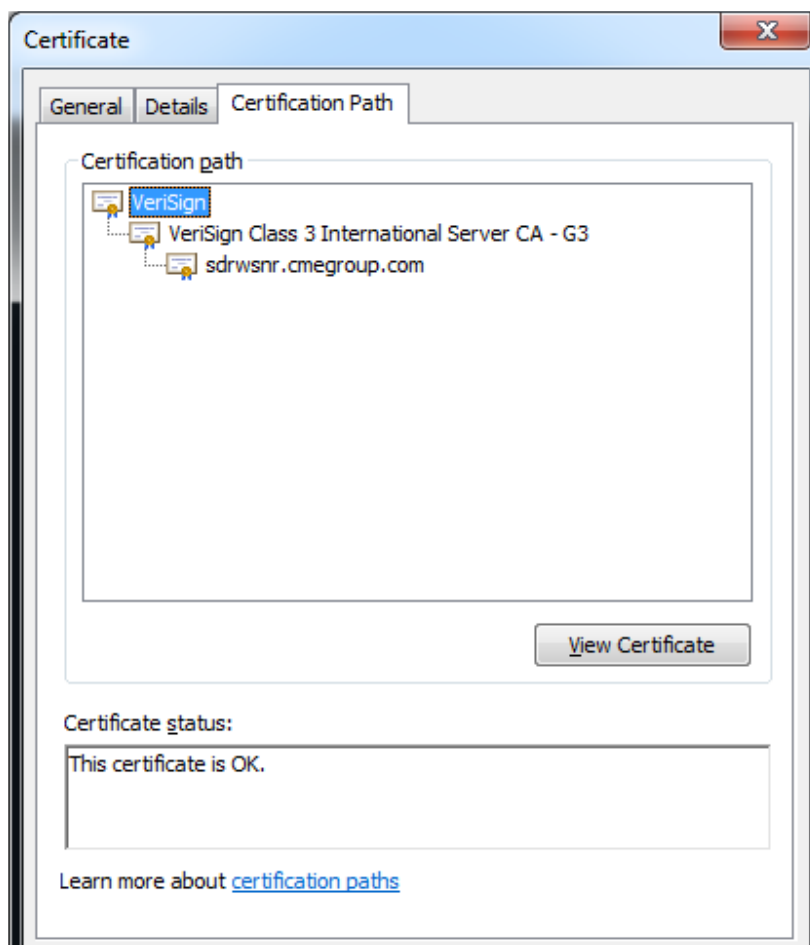 Certificate
General Details Certification Path
Certification path
VeriSign
VeriSign Class 3 International Server CA - G3
sdrwsnr.cmegroup.com
View Certificate
Certificate status:
This certificate is OK.
Learn more about certification paths